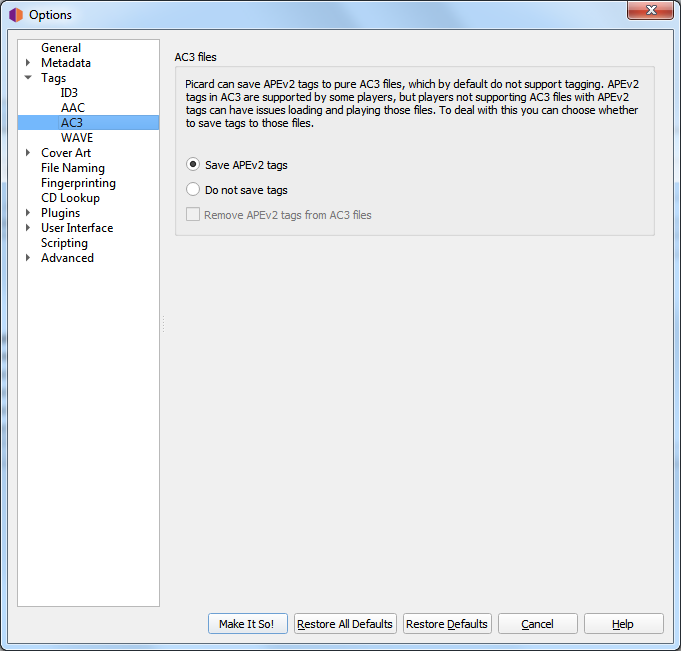 Options
General
Metadata
Tags
ID3
AAC
AC3
WAVE
Cover Art
File Naming
Fingerprinting
CD Lookup
Plugins
User Interface
Scripting
Advanced
AC3 files
Picard can save APEv2 tags to pure AC3 files, which by default do not support tagging. APEv2
tags in AC3 are supported by some players, but players not supporting AC3 files with APEv2
tags can have issues loading and playing those files. To deal with this you can choose whether
to save tags to those files.
Save APEv2 tags
Do not save tags
Remove APEv2 tags from AC3 files
Make It So!
Restore All Defaults
Restore Defaults
Cancel
Help